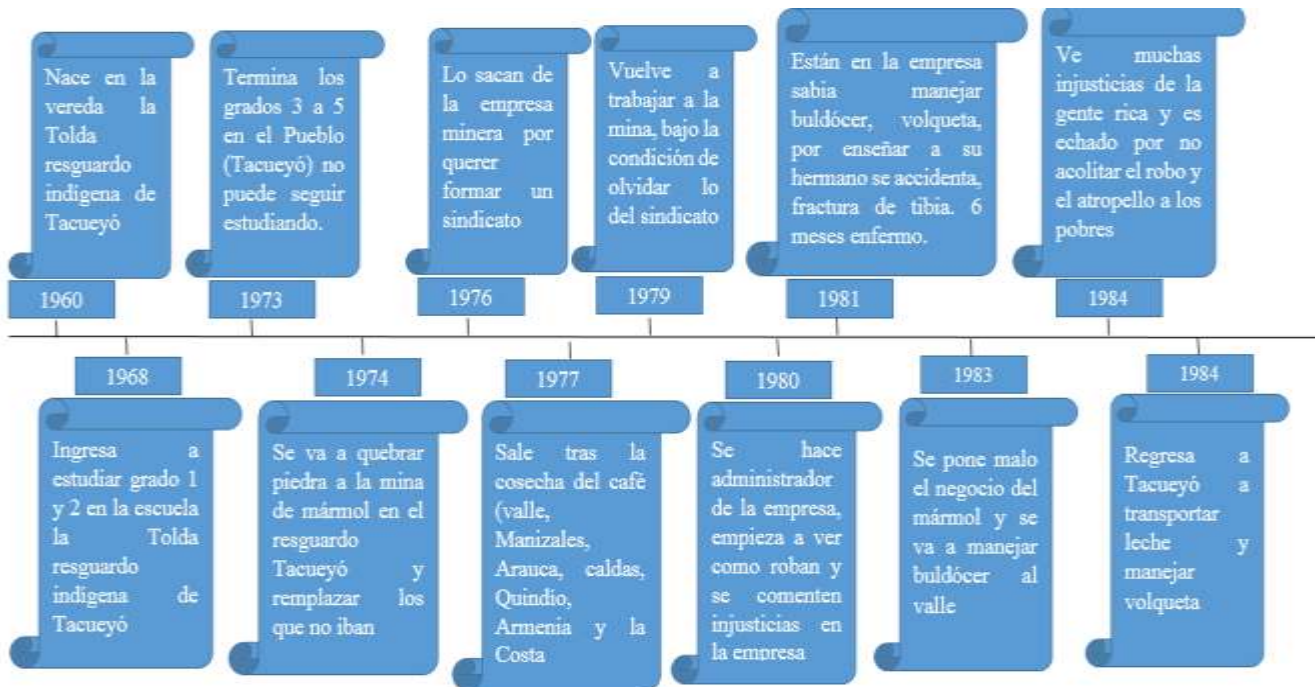 Nace en la
vereda la
Tolda
resguardo
indígena de
Tacueyó
1960
Ingresa a
estudiar grado 1
y 2 en la escuela
la Tolda
resguardo
indígena de
Tacueyó
1968
Termina los
grados 3 a 5
en el Pueblo
(Tacueyó) no
puede seguir
estudiando.
1973
Se va a quebrar
piedra a la mina
de mármol en el
resguardo
Tacueyó y
remplazar los
que no iban
1974
Lo sacan de
la empresa
minera por
querer
formar un
sindicato
1976
Sale tras la
cosecha del café
(valle,
Manizales,
Arauca, caldas,
Quindío,
Armenia y la
Costa
1977
Vuelve a
trabajar a la
mina, bajo la
condición de
olvidar lo
del sindicato
1979
Se hace
administrador
de la empresa,
empieza a ver
como roban y
se comenten
injusticias en
la empresa
1980
Están en la empresa
sabia manejar
buldócer, volqueta,
por enseñar a su
hermano se accidenta,
fractura de tibia. 6
meses enfermo.
1981
Se pone malo
el negocio del
mármol y se
va a manejar
buldócer al
valle
1983
Ve muchas
injusticias de la
gente rica y es
echado por no
acolitar el robo y
el atropello a los
pobres
1984
Regresa a
Tacueyó a
transportar
leche y
manejar
volqueta
1984